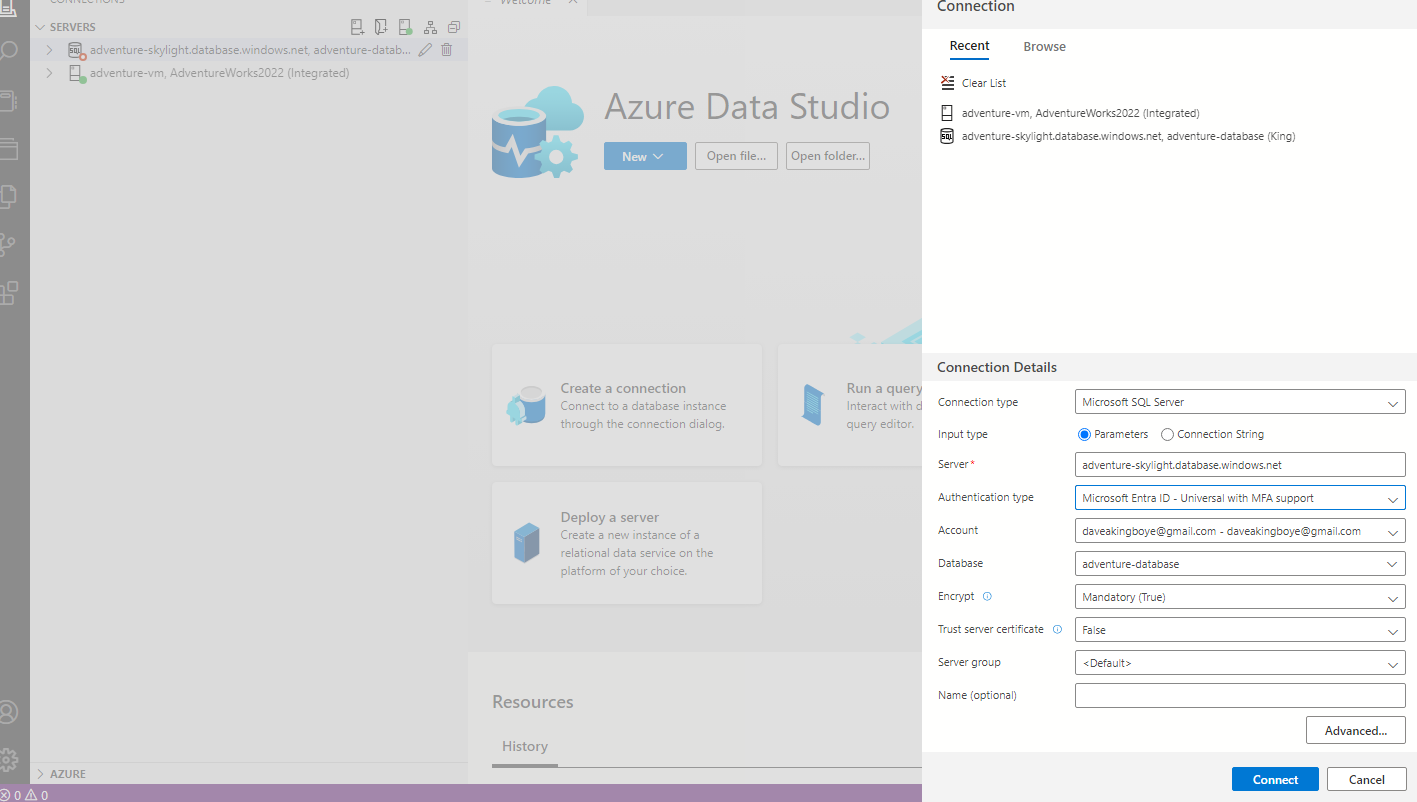 CONNECTIONS
SERVERS
adventure-skylight.database.windows.net, adventure-datab...
adventure-vm, AdventureWorks2022 (Integrated)
AZURE
0 0
Welcome
Azure Data Studio
New
Open file...
Open folder...
Create a connection
Connect to a database instance
through the connection dialog.
Run a query
Interact with d
query editor.
Deploy a server
Create a new instance of a
relational data service on the
platform of your choice.
Resources
History
Connection
Recent
Browse
Clear List
adventure-vm, AdventureWorks2022 (Integrated)
SQL adventure-skylight.database.windows.net, adventure-database (King)
Connection Details
Connection type Microsoft SQL Server
Input type Parameters Connection String
Server* adventure-skylight.database.windows.net
Authentication type Microsoft Entra ID - Universal with MFA support
Account daveakingboye@gmail.com - daveakingboye@gmail.com
Database adventure-database
Encrypt Mandatory (True)
Trust server certificate False
Server group <Default>
Name (optional)
Advanced...
Connect
Cancel